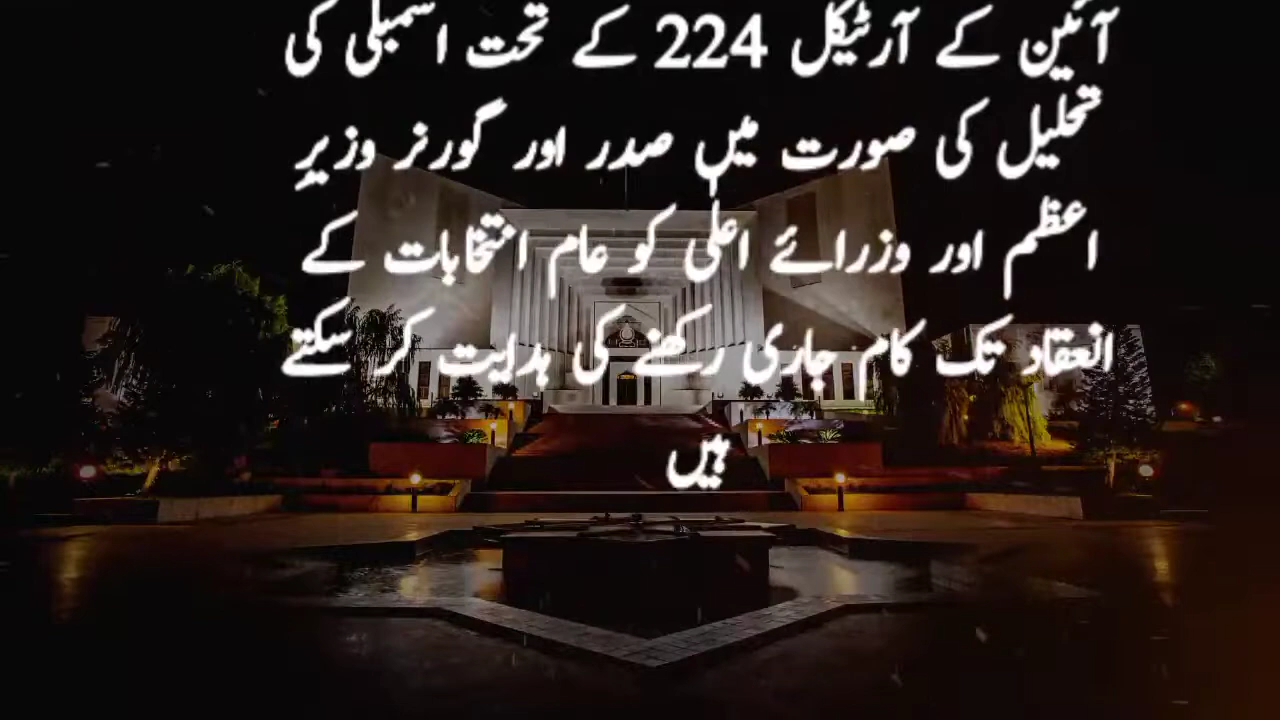 آئین کے آرٹیکل 224 کے تحت اسمبلی کی
تحلیل کی صورت میں صدر اور گورنر وزیرِ
اعظم اور وزرائے اعلٰی کو عام انتخابات کے
انعقاد تک کام جاری رکھنے کی ہدایت کر سکتے
ہیں